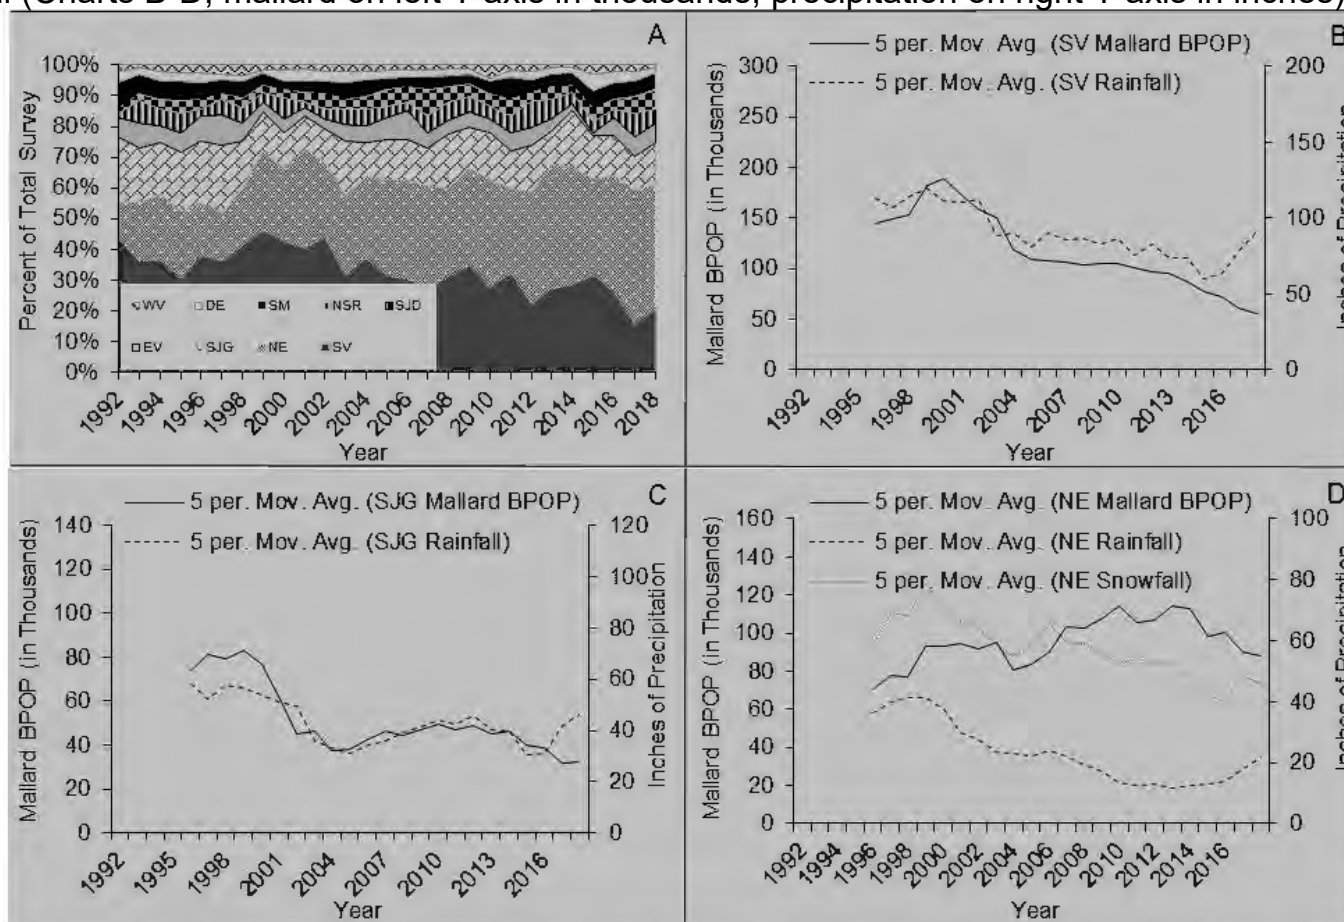 (Charts B-D, mallard on left Y axis in thousands, precipitation on right Y axis in inches)
A
100%
90%
80%
70%
60%
50%
40%
30%
20%
10%
0%
Percent of Total Survey
WV DE SM NSR SJD
EV SJG NE SV
1992 1994 1996 1998 2000 2002 2004 2006 2008 2010 2012 2014 2016 2018
Year
B
5 per. Mov. Avg. (SV Mallard BPOP)
5 per. Mov. Avg. (SV Rainfall)
300
250
200
150
100
50
0
Mallard BPOP (in Thousands)
200
150
100
50
0
Inches of Precipitation
1992 1995 1998 2001 2004 2007 2010 2013 2016
Year
C
5 per. Mov. Avg. (SJG Mallard BPOP)
5 per. Mov. Avg. (SJG Rainfall)
140
120
100
80
60
40
20
0
Mallard BPOP (in Thousands)
120
100
80
60
40
20
0
Inches of Precipitation
1992 1995 1998 2001 2004 2007 2010 2013 2016
Year
D
5 per. Mov. Avg. (NE Mallard BPOP)
5 per. Mov. Avg. (NE Rainfall)
5 per. Mov. Avg. (NE Snowfall)
160
140
120
100
80
60
40
20
0
Mallard BPOP (in Thousands)
100
80
60
40
20
0
Inches of Precipitation
1992 1994 1996 1998 2000 2002 2004 2006 2008 2010 2012 2014 2016
Year